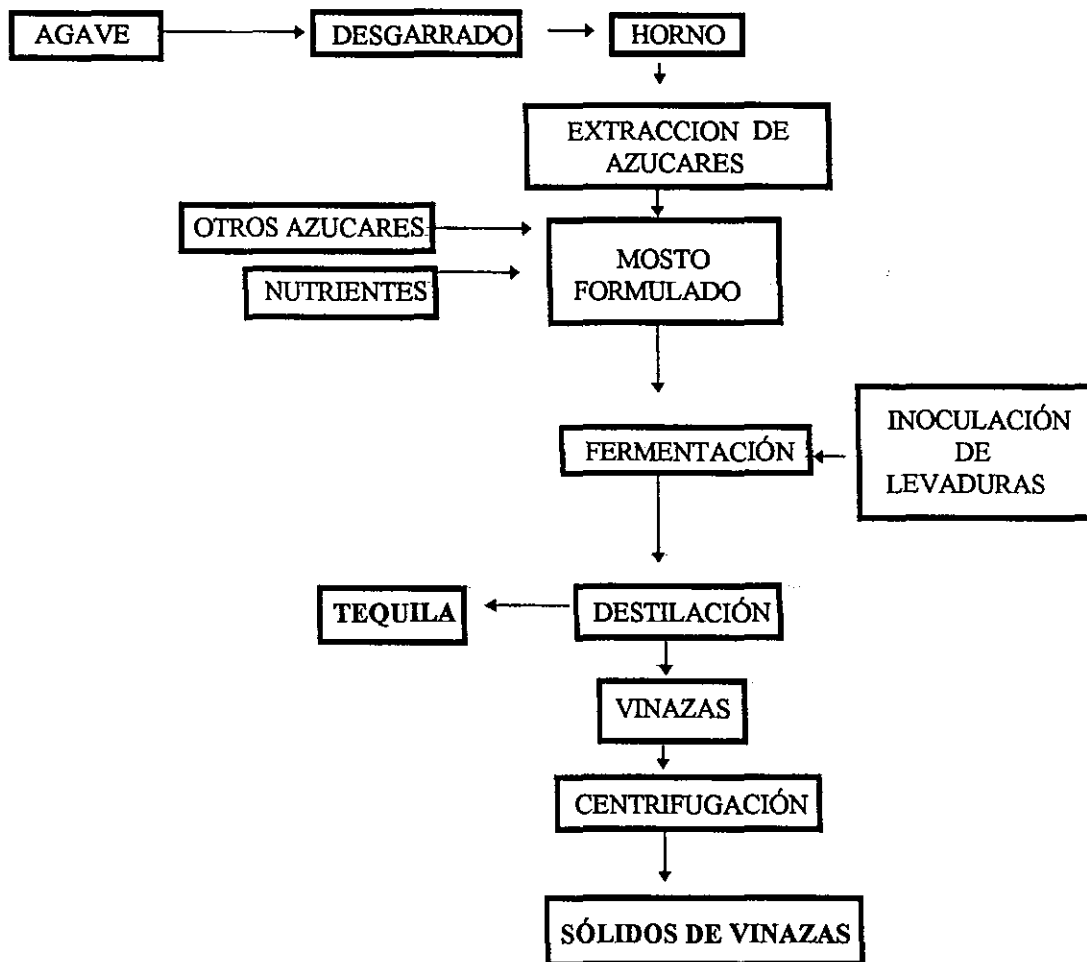 AGAVE
DESGARRADO
HORNO
EXTRACCION DE
AZUCARES
OTROS AZUCARES
NUTRIENTES
MOSTO
FORMULADO
FERMENTACIÓN
INOCULACIÓN
DE
LEVADURAS
TEQUILA
DESTILACIÓN
VINAZAS
CENTRIFUGACIÓN
SÓLIDOS DE VINAZAS